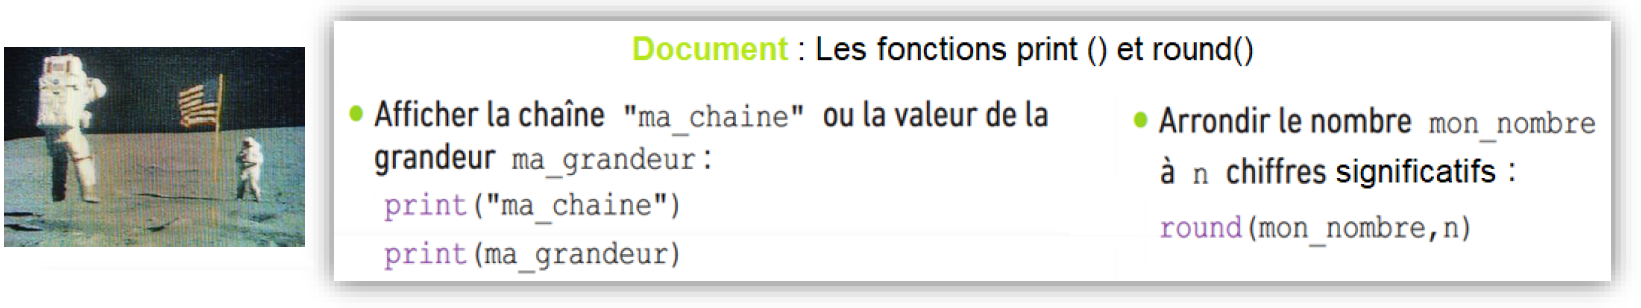 Document : Les fonctions print () et round()
• Afficher la chaîne "ma_chaine" ou la valeur de la
grandeur ma_grandeur :
print("ma_chaine")
print(ma_grandeur)
• Arrondir le nombre mon_nombre
à n chiffres significatifs :
round(mon_nombre,n)